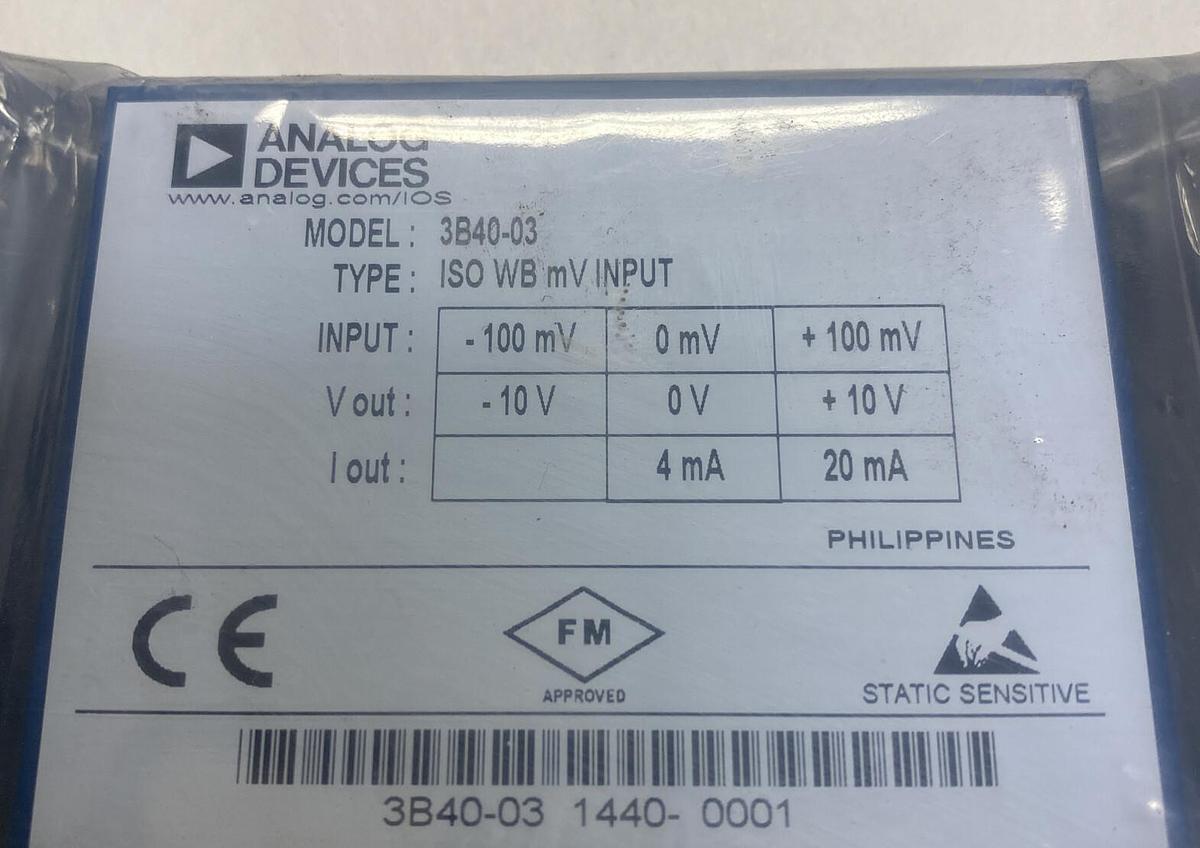 ANALOG
DEVICES
www.analog.com/IOS
MODEL : 3B40-03
TYPE : ISO WB mV INPUT
INPUT : - 100 mV 0 mV + 100 mV
V out : - 10 V 0 V + 10 V
I out : 4 mA 20 mA
PHILIPPINES
CE
FM
APPROVED
STATIC SENSITIVE
3B40-03 1440- 0001